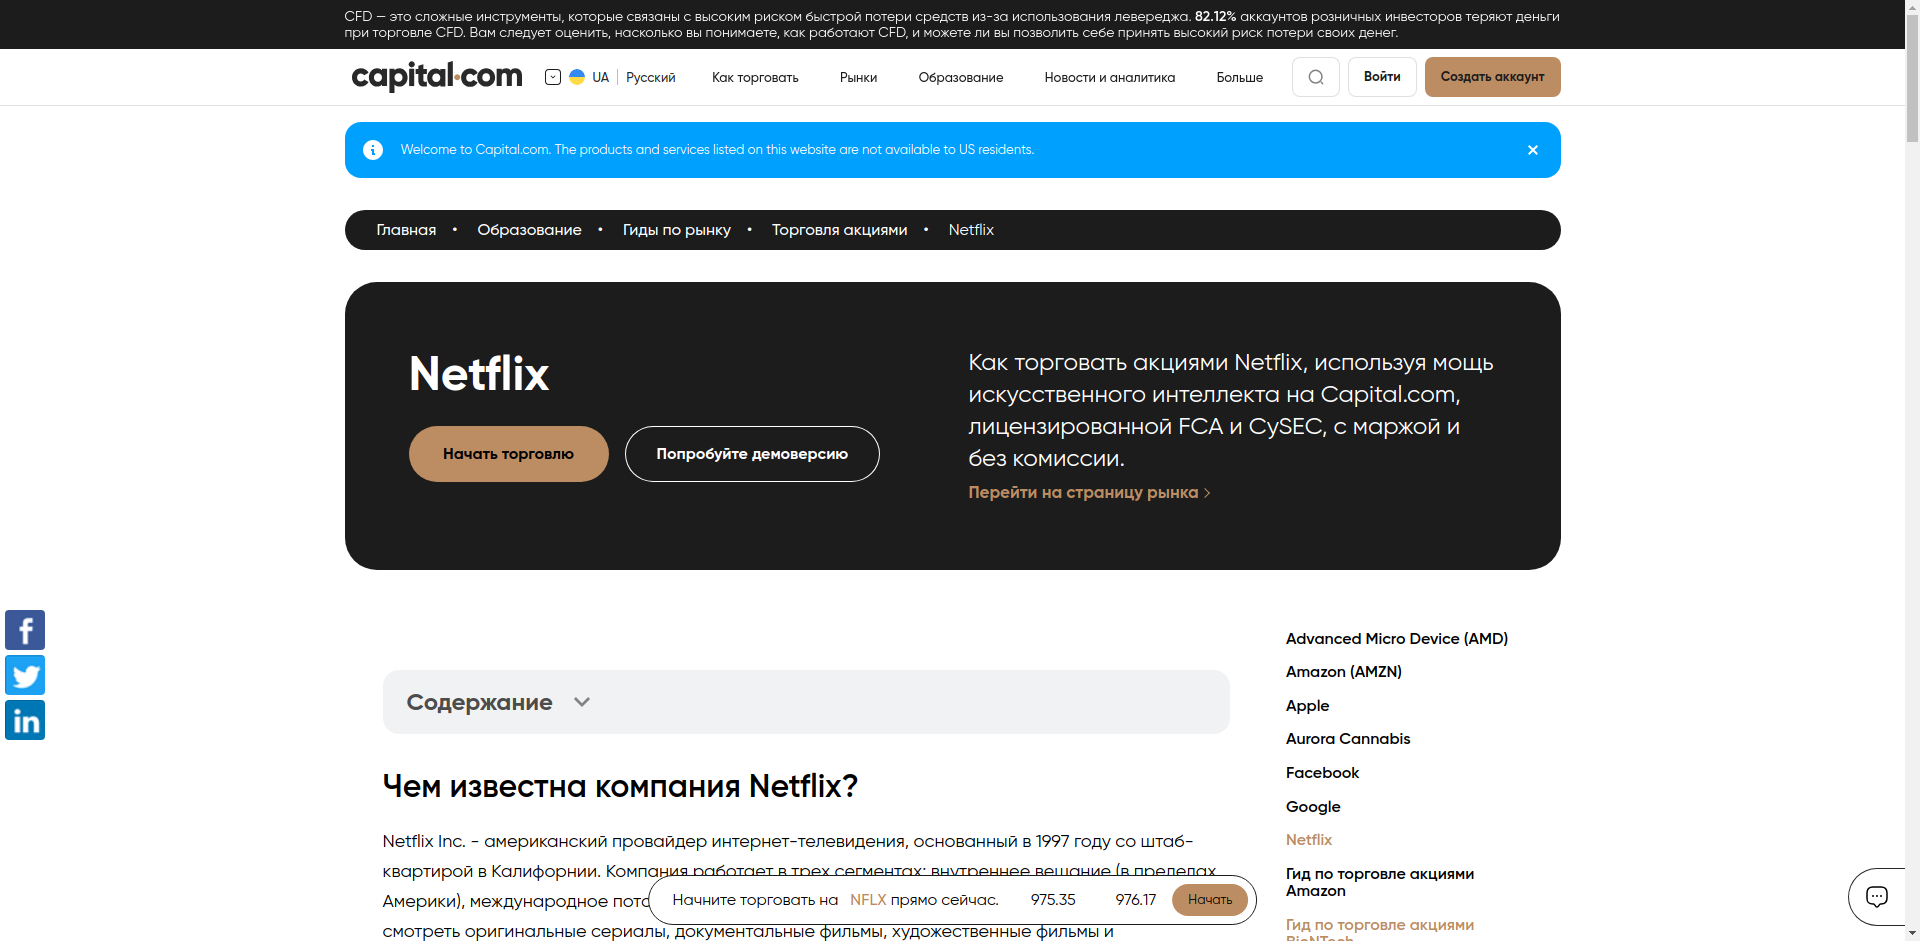 CFD — это сложные инструменты, которые связаны с высоким риском быстрой потери средств из-за использования левереджа. 82.12% аккаунтов розничных инвесторов теряют деньги
при торговле CFD. Вам следует оценить, насколько вы понимаете, как работают CFD, и можете ли вы позволить себе принять высокий риск потери своих денег.
capital.com UA Русский Как торговать Рынки Образование Новости и аналитика Больше Войти Создать аккаунт
Welcome to Capital.com. The products and services listed on this website are not available to US residents.
Главная • Образование • Гиды по рынку • Торговля акциями • Netflix
Netflix
Начать торговлю Попробуйте демоверсию
Как торговать акциями Netflix, используя мощь
искусственного интеллекта на Capital.com,
лицензированной FCA и CySEC, с маржой и
без комиссии.
Перейти на страницу рынка
Содержание
Чем известна компания Netflix?
Netflix Inc. - американский провайдер интернет-телевидения, основанный в 1997 году со штаб-
квартирой в Калифорнии. Компания работает в трех сегментах: внутреннее вещание (в пределах
Америки), международное
смотреть оригинальные сериалы, документальные фильмы, художественные фильмы и
Начните торговать на NFLX прямо сейчас. 975.35 976.17 Начать
Advanced Micro Device (AMD)
Amazon (AMZN)
Apple
Aurora Cannabis
Facebook
Google
Netflix
Гид по торговле акциями
Amazon
Гид по торговле акциями
BioNTech